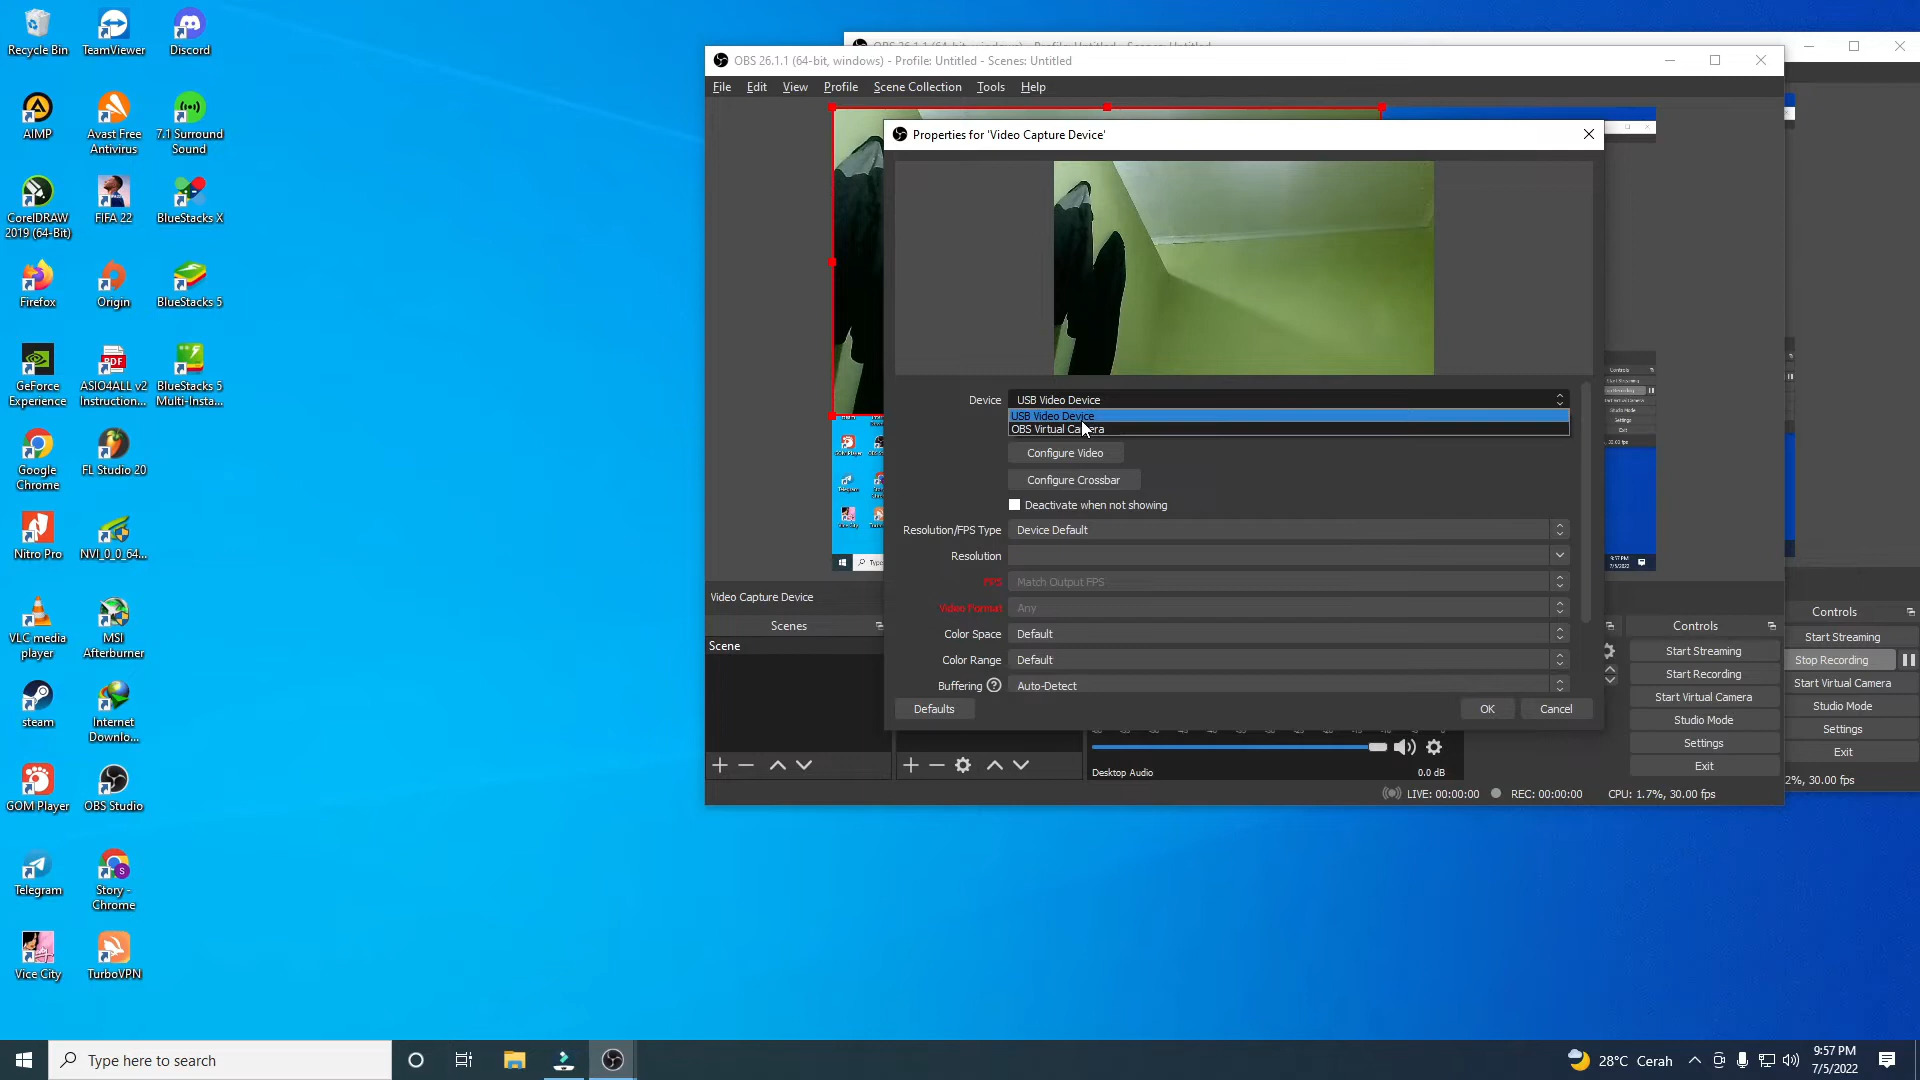 Recycle Bin
TeamViewer
Discord
AIMP
Avast Free Antivirus
7.1 Surround Sound
CorelDRAW 2019 (64-Bit)
FIFA 22
BlueStacks X
Firefox
Origin
BlueStacks 5
GeForce Experience
ASIO4ALL v2 Instruction...
BlueStacks 5 Multi-Insta...
Google Chrome
FL Studio 20
Nitro Pro
NVI_0_0_64...
VLC media player
MSI Afterburner
steam
Internet Downlo...
GOM Player
OBS Studio
Telegram
Story - Chrome
Vice City
TurboVPN
OBS 26.1.1 (64-bit, windows) - Profile: Untitled - Scenes: Untitled
File Edit View Profile Scene Collection Tools Help
Properties for 'Video Capture Device'
Device USB Video Device
USB Video Device
OBS Virtual Camera
Configure Video
Configure Crossbar
Deactivate when not showing
Resolution/FPS Type Device Default
Resolution
FPS Match Output FPS
Video Format Any
Color Space Default
Color Range Default
Buffering Auto-Detect
Defaults OK Cancel
Video Capture Device
Scenes
Scene
Desktop Audio 0.0 dB
Controls
Start Streaming
Start Recording
Start Virtual Camera
Studio Mode
Settings
Exit
LIVE: 00:00:00 REC: 00:00:00 CPU: 1.7%, 30.00 fps
Controls
Start Streaming
Stop Recording
Start Virtual Camera
Studio Mode
Settings
Exit
2%, 30.00 fps
Type here to search
28°C Cerah
9:57 PM
7/5/2022